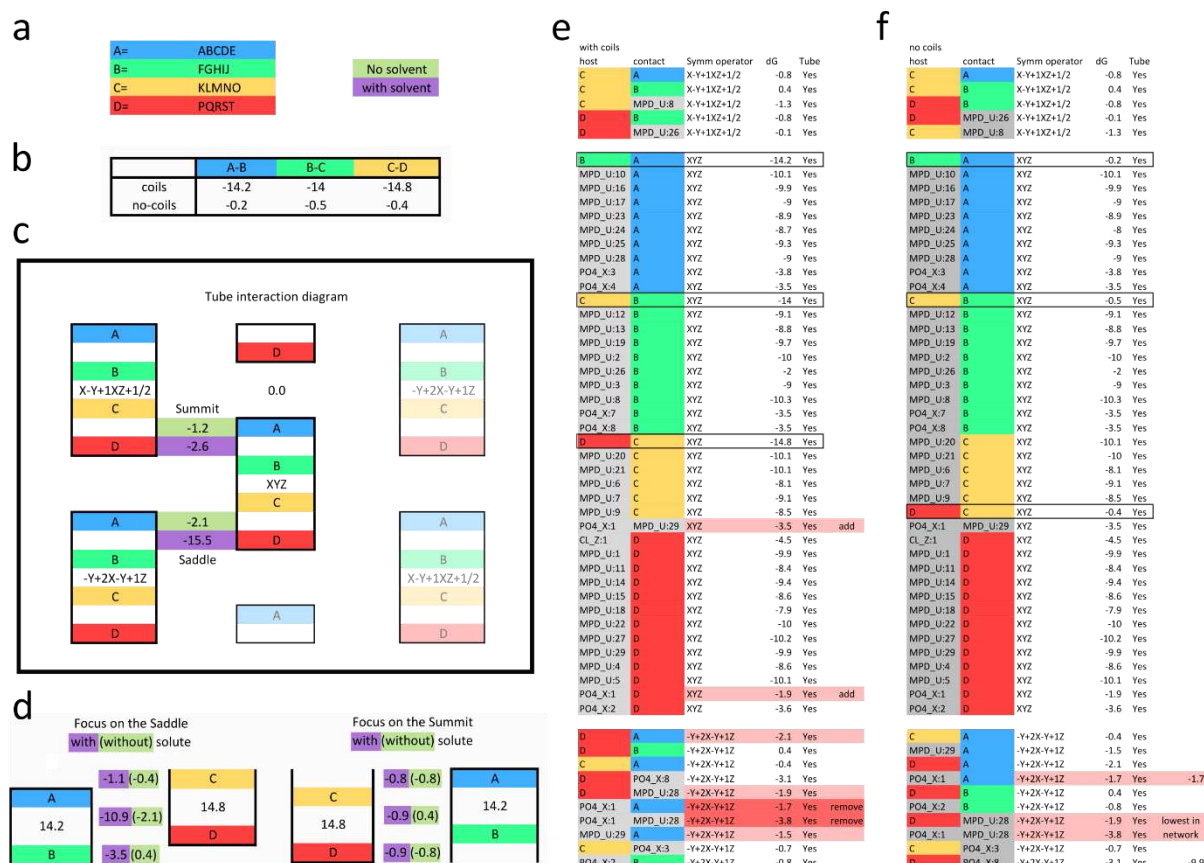 a
A= ABCDE
B= FGHIJ
C= KLMNO
D= PQRST
No solvent
with solvent
b
A-B B-C C-D
coils -14.2 -14 -14.8
no-coils -0.2 -0.5 -0.4
c
Tube interaction diagram
A
B
X-Y+1XZ+1/2
C
D
D
0.0
A
B
-Y+2X-Y+1Z
C
D
Summit
-1.2
-2.6
A
B
XYZ
C
D
A
B
-Y+2X-Y+1Z
C
D
-2.1
-15.5
Saddle
A
A
B
X-Y+1XZ+1/2
C
D
d
Focus on the Saddle
with (without) solute
A
14.2
B
-1.1 (-0.4)
-10.9 (-2.1)
-3.5 (0.4)
C
14.8
D
Focus on the Summit
with (without) solute
C
14.8
D
-0.8 (-0.8)
-0.9 (0.4)
-0.9 (-0.8)
A
14.2
B
e
with coils
host contact Symm operator dG Tube
C A X-Y+1XZ+1/2 -0.8 Yes
C B X-Y+1XZ+1/2 0.4 Yes
C MPD_U:8 X-Y+1XZ+1/2 -1.3 Yes
D B X-Y+1XZ+1/2 -0.8 Yes
D MPD_U:26 X-Y+1XZ+1/2 -0.1 Yes
B A XYZ -14.2 Yes
MPD_U:10 A XYZ -10.1 Yes
MPD_U:16 A XYZ -9.9 Yes
MPD_U:17 A XYZ -9 Yes
MPD_U:23 A XYZ -8.9 Yes
MPD_U:24 A XYZ -8.7 Yes
MPD_U:25 A XYZ -9.3 Yes
MPD_U:28 A XYZ -9 Yes
PO4_X:3 A XYZ -3.8 Yes
PO4_X:4 A XYZ -3.5 Yes
C B XYZ -14 Yes
MPD_U:12 B XYZ -9.1 Yes
MPD_U:13 B XYZ -8.8 Yes
MPD_U:19 B XYZ -9.7 Yes
MPD_U:2 B XYZ -10 Yes
MPD_U:26 B XYZ -2 Yes
MPD_U:3 B XYZ -9 Yes
MPD_U:8 B XYZ -10.3 Yes
PO4_X:7 B XYZ -3.5 Yes
PO4_X:8 B XYZ -3.5 Yes
D C XYZ -14.8 Yes
MPD_U:20 C XYZ -10.1 Yes
MPD_U:21 C XYZ -10.1 Yes
MPD_U:6 C XYZ -8.1 Yes
MPD_U:7 C XYZ -9.1 Yes
MPD_U:9 C XYZ -8.5 Yes
PO4_X:1 MPD_U:29 XYZ -3.5 Yes add
CL_Z:1 D XYZ -4.5 Yes
MPD_U:1 D XYZ -9.9 Yes
MPD_U:11 D XYZ -8.4 Yes
MPD_U:14 D XYZ -9.4 Yes
MPD_U:15 D XYZ -8.6 Yes
MPD_U:18 D XYZ -7.9 Yes
MPD_U:22 D XYZ -10 Yes
MPD_U:27 D XYZ -10.2 Yes
MPD_U:29 D XYZ -9.9 Yes
MPD_U:4 D XYZ -8.6 Yes
MPD_U:5 D XYZ -10.1 Yes
PO4_X:1 D XYZ -1.9 Yes add
PO4_X:2 D XYZ -3.6 Yes
D A -Y+2X-Y+1Z -2.1 Yes
D B -Y+2X-Y+1Z 0.4 Yes
C A -Y+2X-Y+1Z -0.4 Yes
D PO4_X:8 -Y+2X-Y+1Z -3.1 Yes
D MPD_U:28 -Y+2X-Y+1Z -1.9 Yes
PO4_X:1 A -Y+2X-Y+1Z -1.7 Yes remove
PO4_X:1 MPD_U:28 -Y+2X-Y+1Z -3.8 Yes remove
MPD_U:29 A -Y+2X-Y+1Z -1.5 Yes
C PO4_X:3 -Y+2X-Y+1Z -0.7 Yes
PO4_X:2 B -Y+2X-Y+1Z -0.8 Yes
f
no coils
host contact Symm operator dG Tube
C A X-Y+1XZ+1/2 -0.8 Yes
C B X-Y+1XZ+1/2 0.4 Yes
D B X-Y+1XZ+1/2 -0.8 Yes
D MPD_U:26 X-Y+1XZ+1/2 -0.1 Yes
C MPD_U:8 X-Y+1XZ+1/2 -1.3 Yes
B A XYZ -0.2 Yes
MPD_U:10 A XYZ -10.1 Yes
MPD_U:16 A XYZ -9.9 Yes
MPD_U:17 A XYZ -9 Yes
MPD_U:23 A XYZ -8.9 Yes
MPD_U:24 A XYZ -8 Yes
MPD_U:25 A XYZ -9.3 Yes
MPD_U:28 A XYZ -9 Yes
PO4_X:3 A XYZ -3.8 Yes
PO4_X:4 A XYZ -3.5 Yes
C B XYZ -0.5 Yes
MPD_U:12 B XYZ -9.1 Yes
MPD_U:13 B XYZ -8.8 Yes
MPD_U:19 B XYZ -9.7 Yes
MPD_U:2 B XYZ -10 Yes
MPD_U:26 B XYZ -2 Yes
MPD_U:3 B XYZ -9 Yes
MPD_U:8 B XYZ -10.3 Yes
PO4_X:7 B XYZ -3.5 Yes
PO4_X:8 B XYZ -3.5 Yes
MPD_U:20 C XYZ -10.1 Yes
MPD_U:21 C XYZ -10 Yes
MPD_U:6 C XYZ -8.1 Yes
MPD_U:7 C XYZ -9.1 Yes
MPD_U:9 C XYZ -8.5 Yes
D C XYZ -0.4 Yes
PO4_X:1 MPD_U:29 XYZ -3.5 Yes
CL_Z:1 D XYZ -4.5 Yes
MPD_U:1 D XYZ -9.9 Yes
MPD_U:11 D XYZ -8.4 Yes
MPD_U:14 D XYZ -9.4 Yes
MPD_U:15 D XYZ -8.6 Yes
MPD_U:18 D XYZ -7.9 Yes
MPD_U:22 D XYZ -10 Yes
MPD_U:27 D XYZ -10.2 Yes
MPD_U:29 D XYZ -9.9 Yes
MPD_U:4 D XYZ -8.6 Yes
MPD_U:5 D XYZ -10.1 Yes
PO4_X:1 D XYZ -1.9 Yes
PO4_X:2 D XYZ -3.6 Yes
C A -Y+2X-Y+1Z -0.4 Yes
MPD_U:29 A -Y+2X-Y+1Z -1.5 Yes
D A -Y+2X-Y+1Z -2.1 Yes
PO4_X:1 A -Y+2X-Y+1Z -1.7 Yes -1.7
D B -Y+2X-Y+1Z 0.4 Yes
PO4_X:2 B -Y+2X-Y+1Z -0.8 Yes
D MPD_U:28 -Y+2X-Y+1Z -1.9 Yes lowest in
PO4_X:1 MPD_U:28 -Y+2X-Y+1Z -3.8 Yes network
C PO4_X:3 -Y+2X-Y+1Z -0.7 Yes
D PO4_X:8 -Y+2X-Y+1Z -3.1 Yes